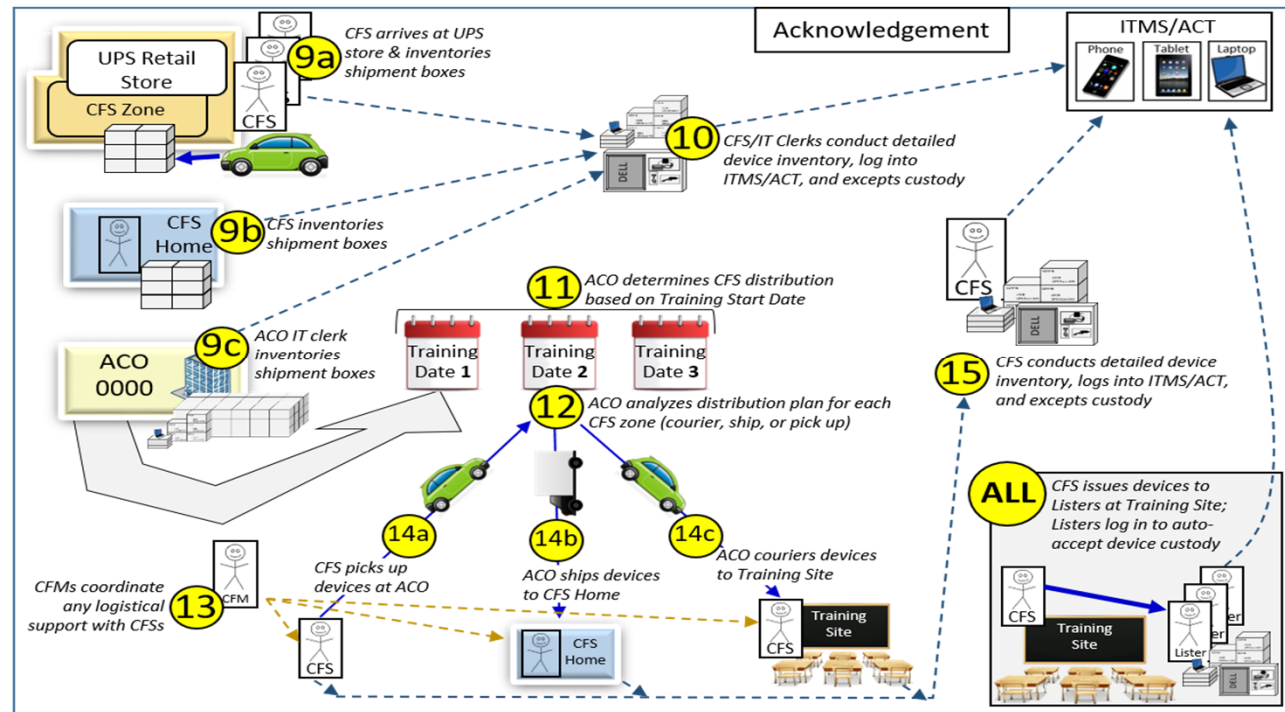 Acknowledgement
ITMS/ACT
Phone
Tablet
Laptop
UPS Retail
Store
CFS Zone
CFS
9a
CFS arrives at UPS
store & inventories
shipment boxes
10
CFS/IT Clerks conduct detailed
device inventory, log into
ITMS/ACT, and excepts custody
DELL
CFS
Home
9b
CFS inventories
shipment boxes
ACO
0000
9c
ACO IT clerk
inventories
shipment boxes
11
ACO determines CFS distribution
based on Training Start Date
Training
Date 1
Training
Date 2
Training
Date 3
12
ACO analyzes distribution plan for each
CFS zone (courier, ship, or pick up)
CFS
DELL
15
CFS conducts detailed device
inventory, logs into ITMS/ACT,
and excepts custody
14a
CFS picks up
devices at ACO
14b
ACO ships devices
to CFS Home
14c
ACO couriers devices
to Training Site
CFMs coordinate
any logistical
support with CFSs
13
CFM
CFS
CFS
Home
CFS
Training
Site
ALL
CFS issues devices to
Listers at Training Site;
Listers log in to auto-
accept device custody
CFS
Training
Site
Lister
DELL